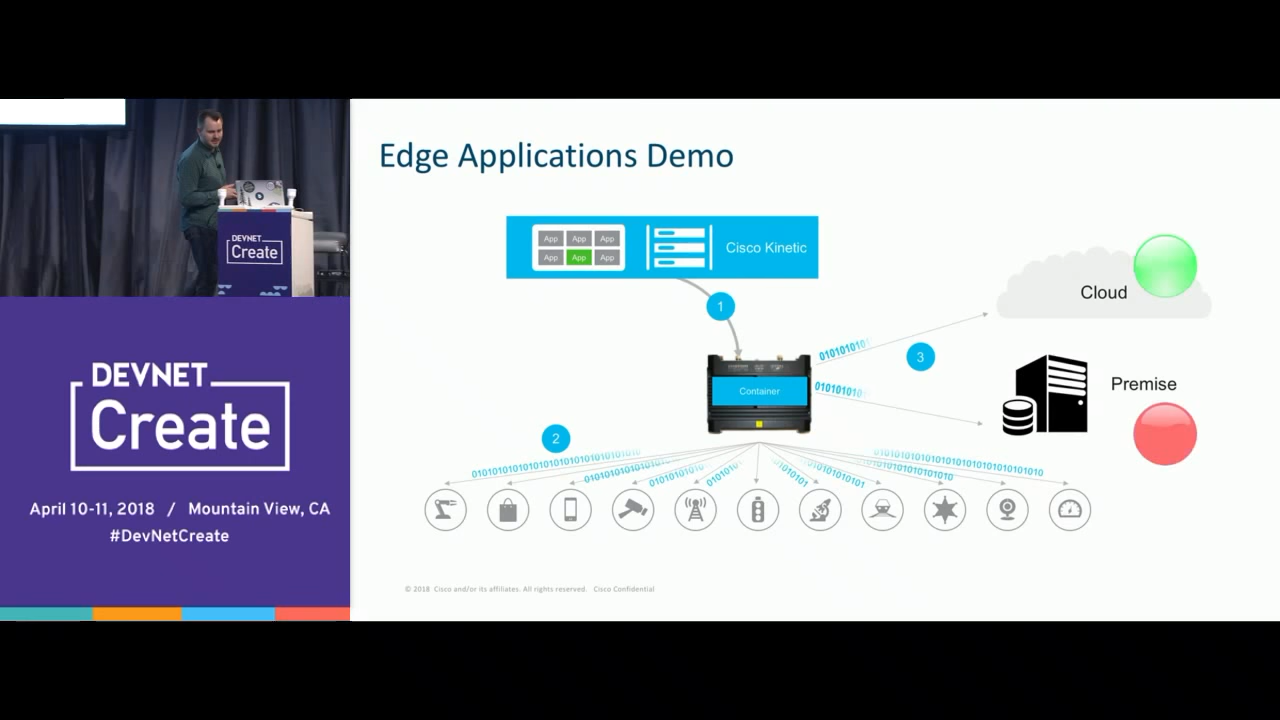 Edge Applications Demo
App App App
App App App
Cisco Kinetic
1
Cloud
01010101
3
01010101
Container
Premise
2
© 2018 Cisco and/or its affiliates. All rights reserved. Cisco Confidential
DEVNET
Create
DEVNET
Create
April 10-11, 2018 / Mountain View, CA
#DevNetCreate